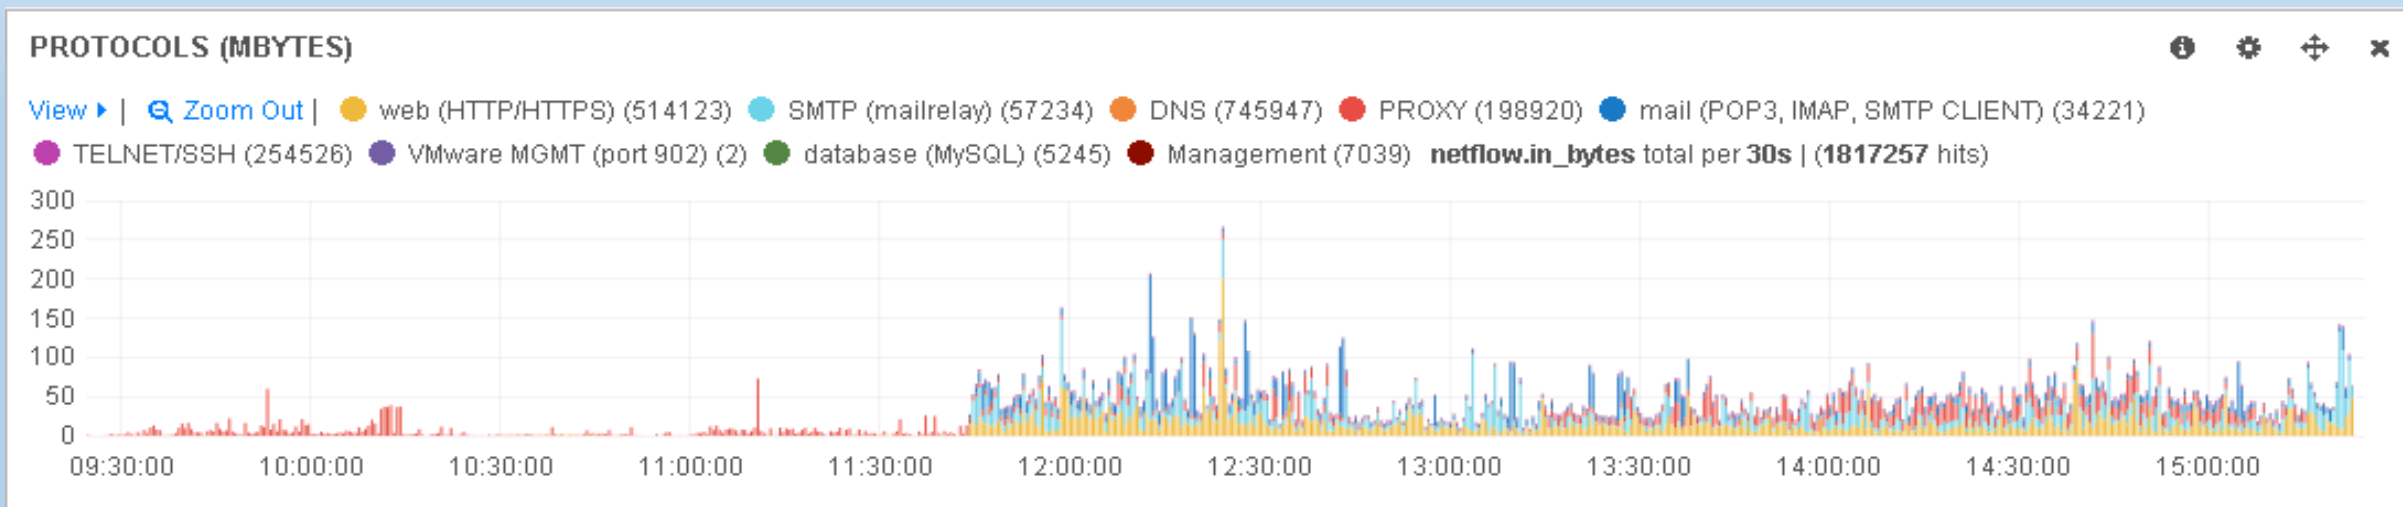 PROTOCOLS (MBYTES)
View | Zoom Out | web (HTTP/HTTPS) (514123) SMTP (mailrelay) (57234) DNS (745947) PROXY (198920) mail (POP3, IMAP, SMTP CLIENT) (34221)
TELNET/SSH (254526) VMware MGMT (port 902) (2) database (MySQL) (5245) Management (7039) netflow.in_bytes total per 30s | (1817257 hits)
300
250
200
150
100
50
0
09:30:00 10:00:00 10:30:00 11:00:00 11:30:00 12:00:00 12:30:00 13:00:00 13:30:00 14:00:00 14:30:00 15:00:00